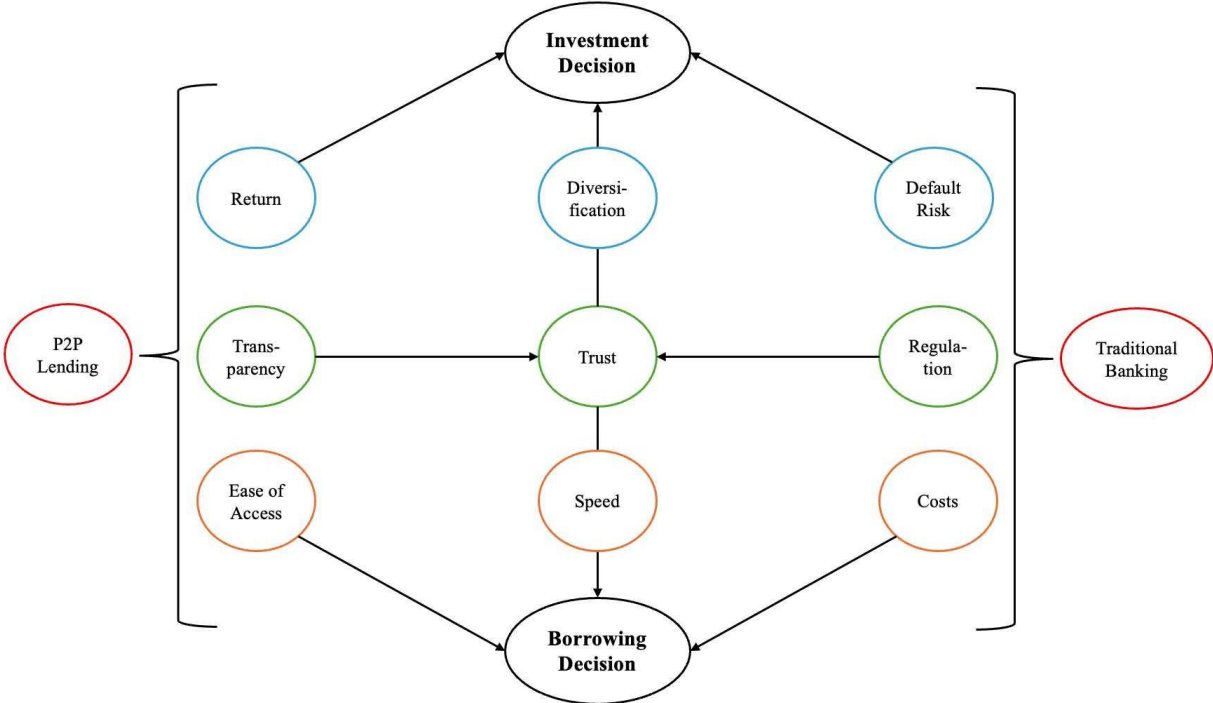 Investment
Decision
Return
Diversi-
fication
Default
Risk
P2P
Lending
Trans-
parency
Trust
Regula-
tion
Traditional
Banking
Ease of
Access
Speed
Costs
Borrowing
Decision